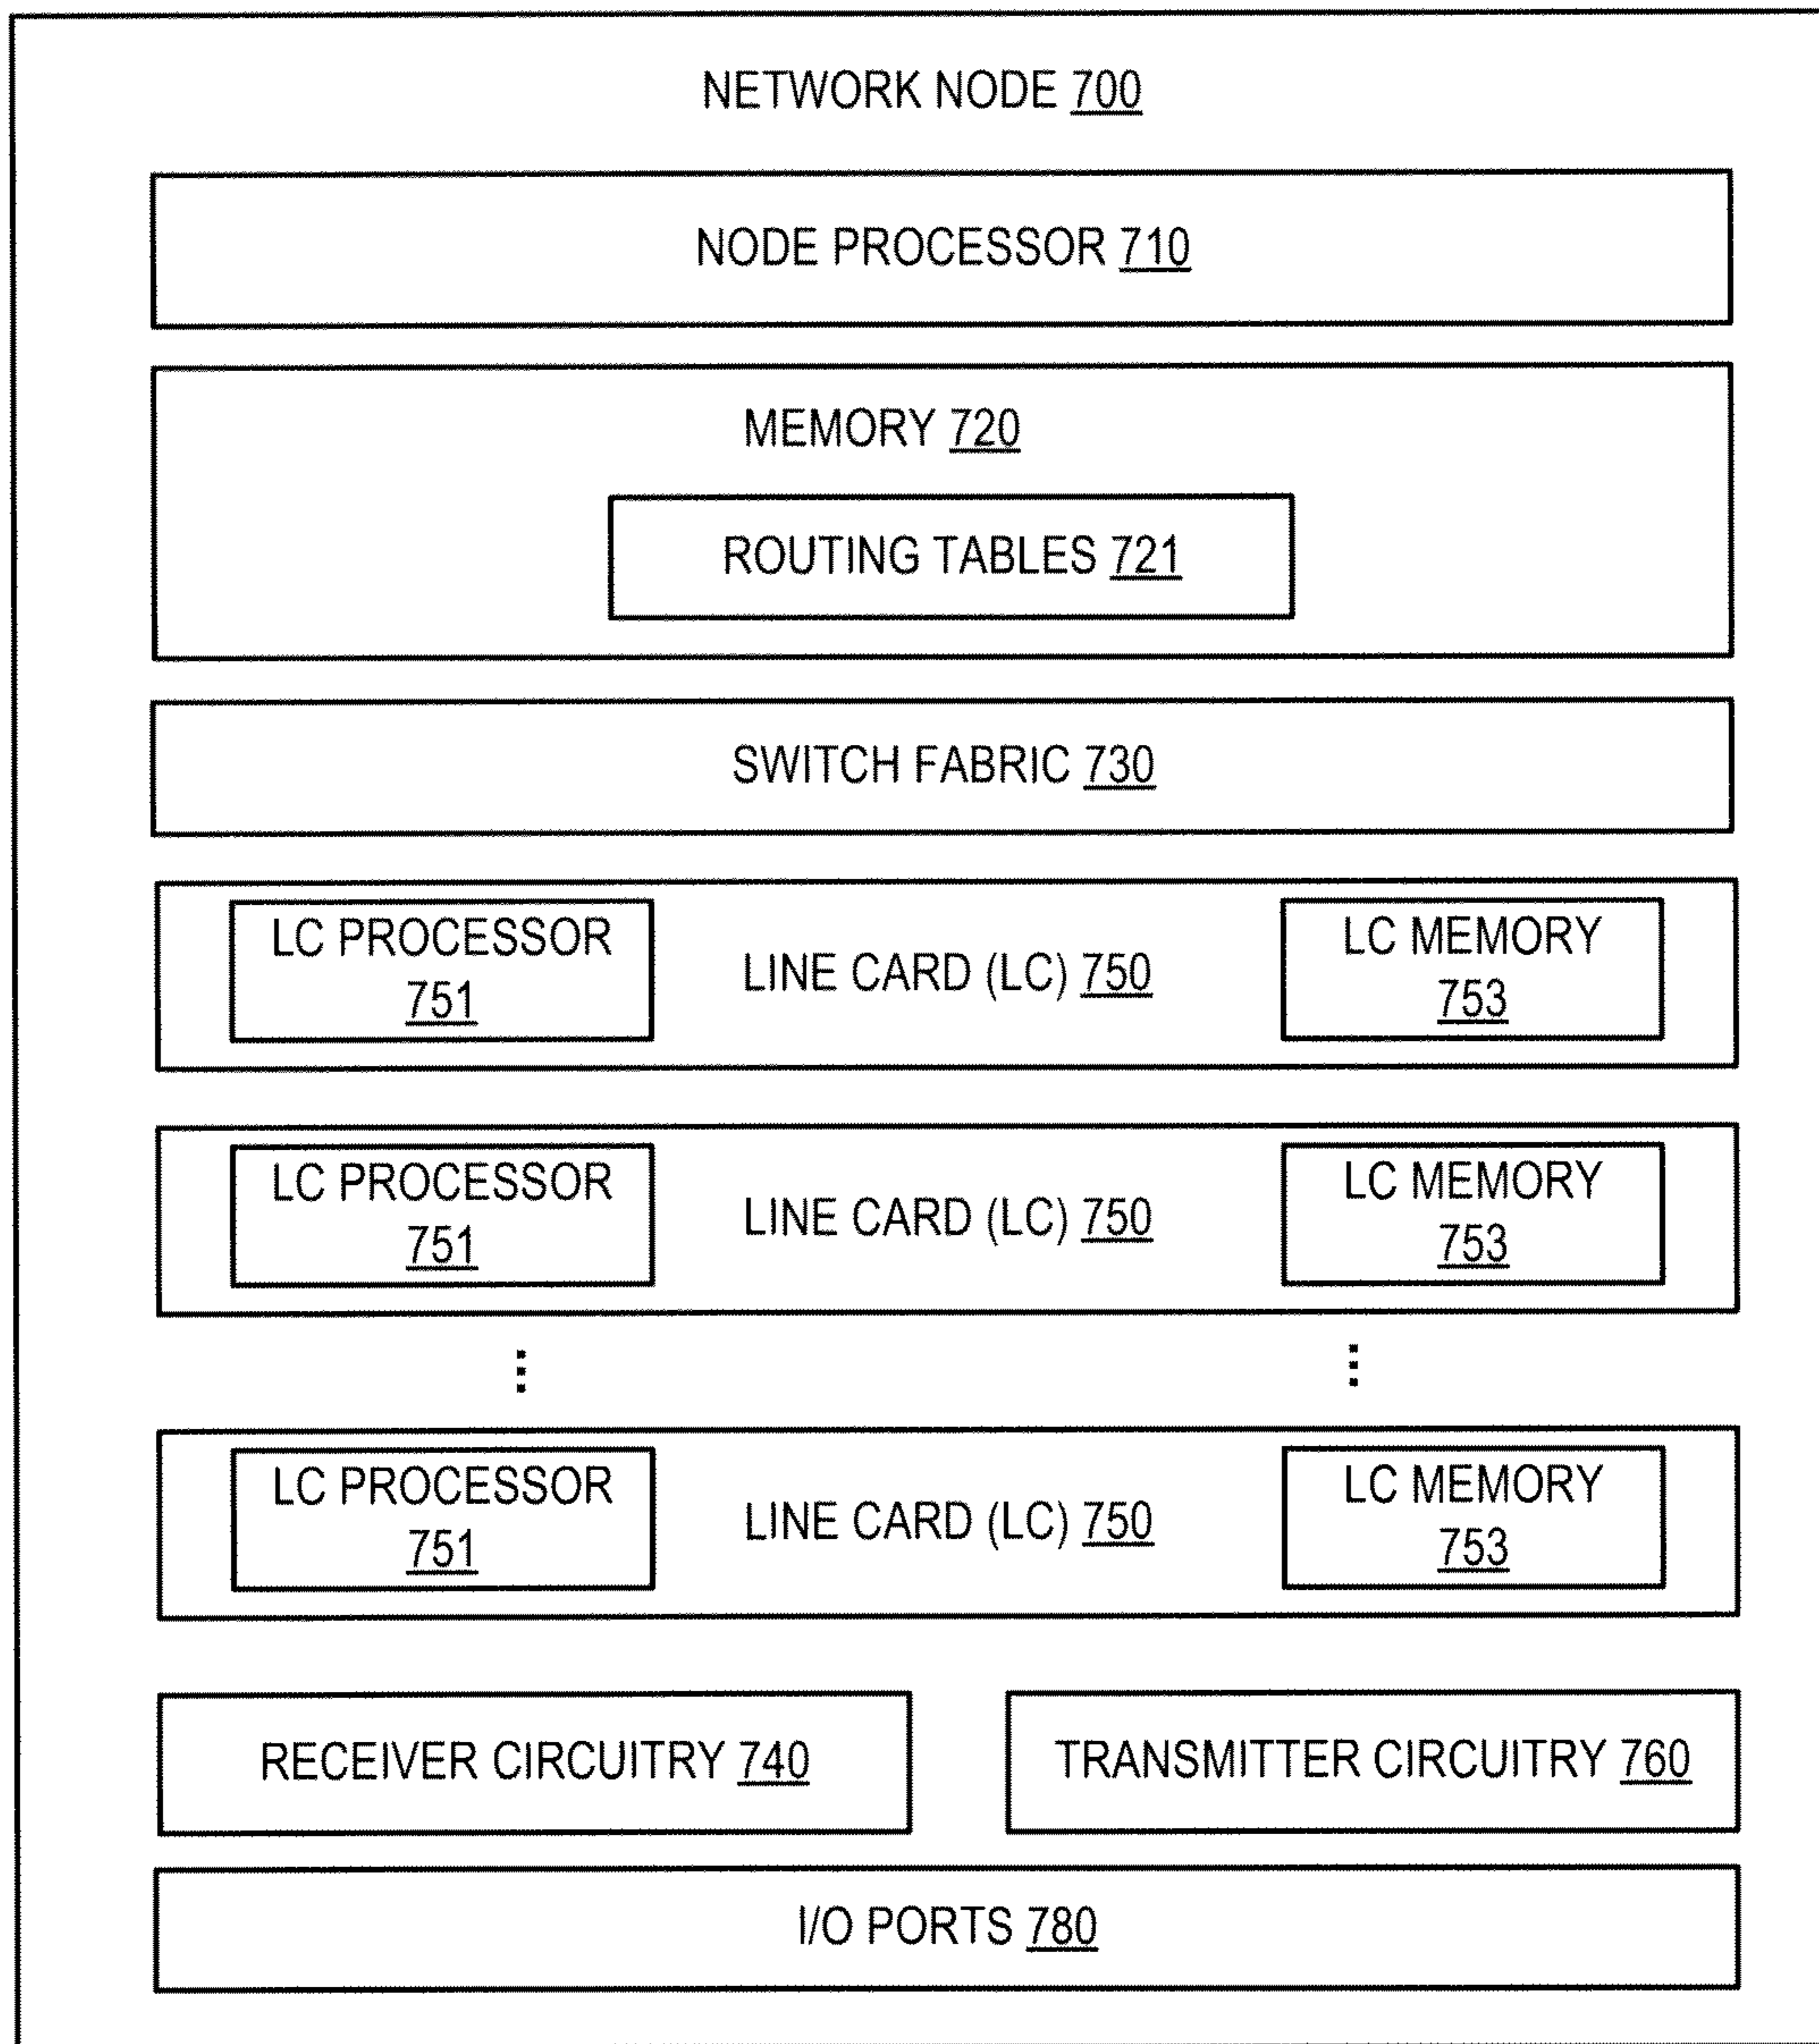 NETWORK NODE 700
NODE PROCESSOR 710
MEMORY 720
ROUTING TABLES 721
SWITCH FABRIC 730
LC PROCESSOR
751
LINE CARD (LC) 750
LC MEMORY
753
LC PROCESSOR
751
LINE CARD (LC) 750
LC MEMORY
753
LC PROCESSOR
751
LINE CARD (LC) 750
LC MEMORY
753
RECEIVER CIRCUITRY 740
TRANSMITTER CIRCUITRY 760
I/O PORTS 780